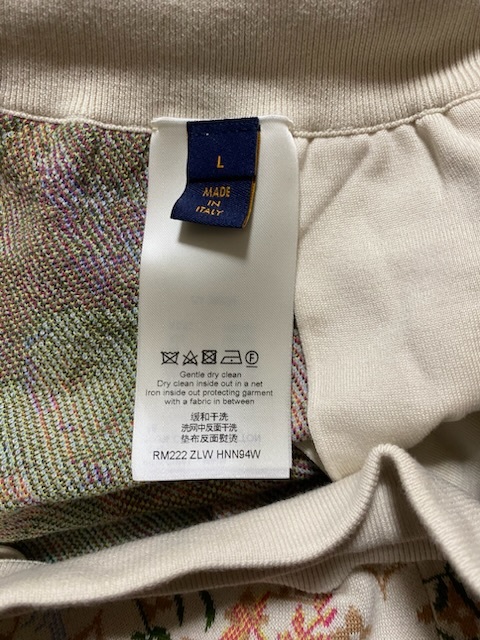 L
MADE
IN
ITALY
Gentle dry clean
Dry clean inside out in a net
Iron inside out protecting garment
with a fabric in between
缓和干洗
洗网中反面干洗
垫布反面熨烫
RM222 ZLW HNN94W